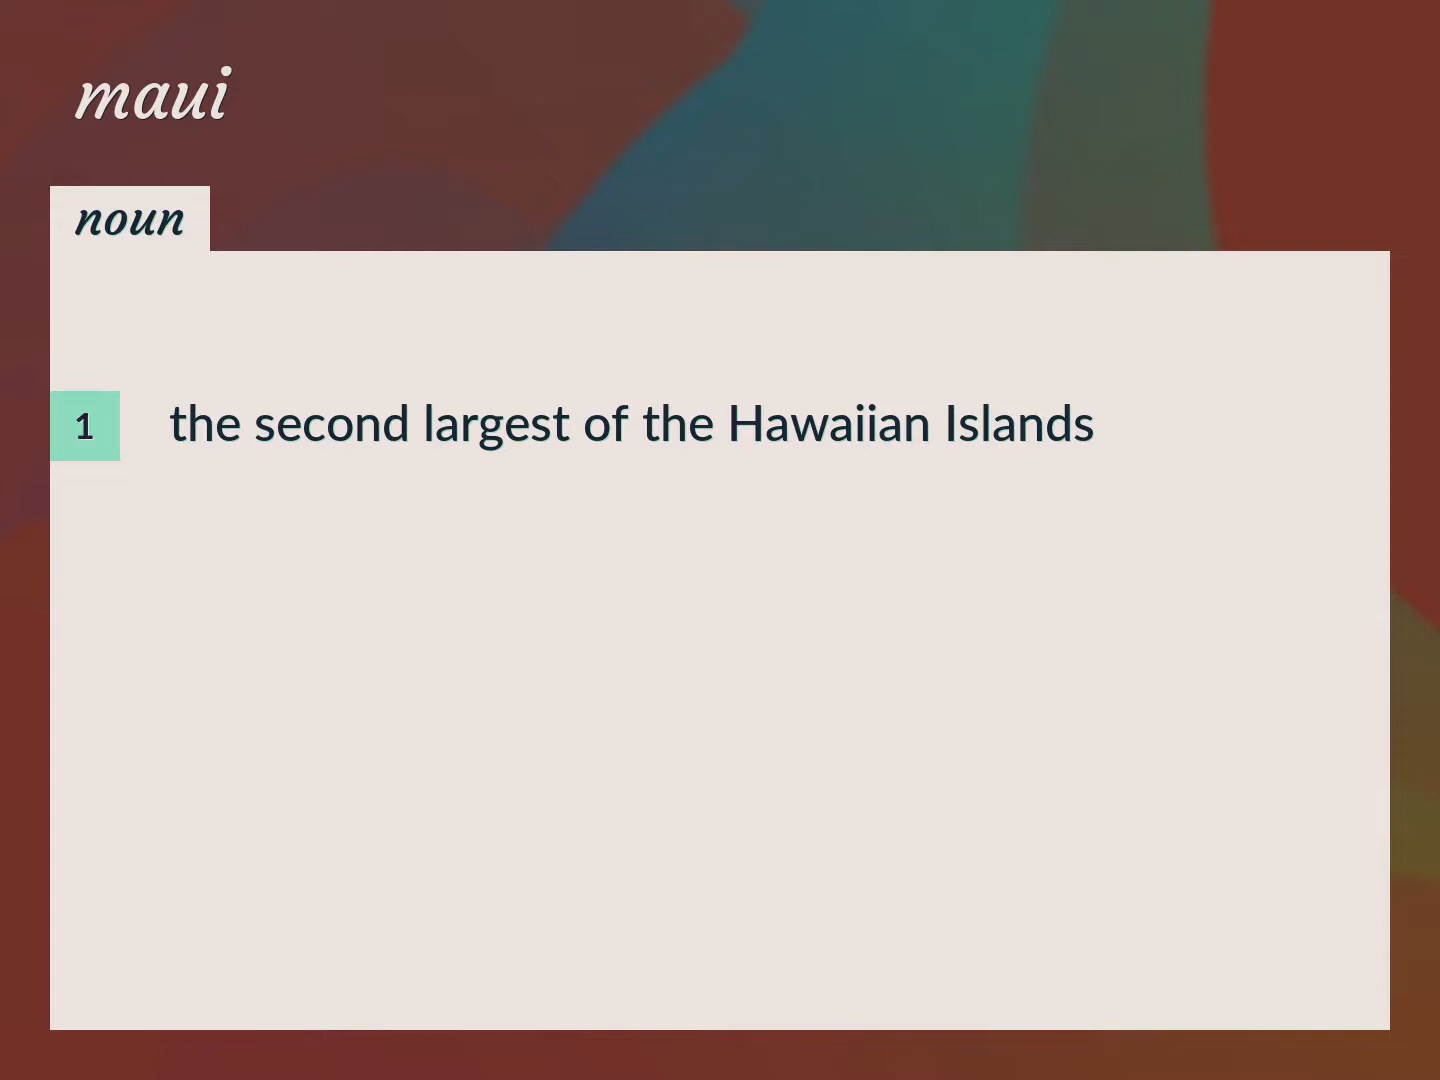 maui
noun
1 the second largest of the Hawaiian Islands